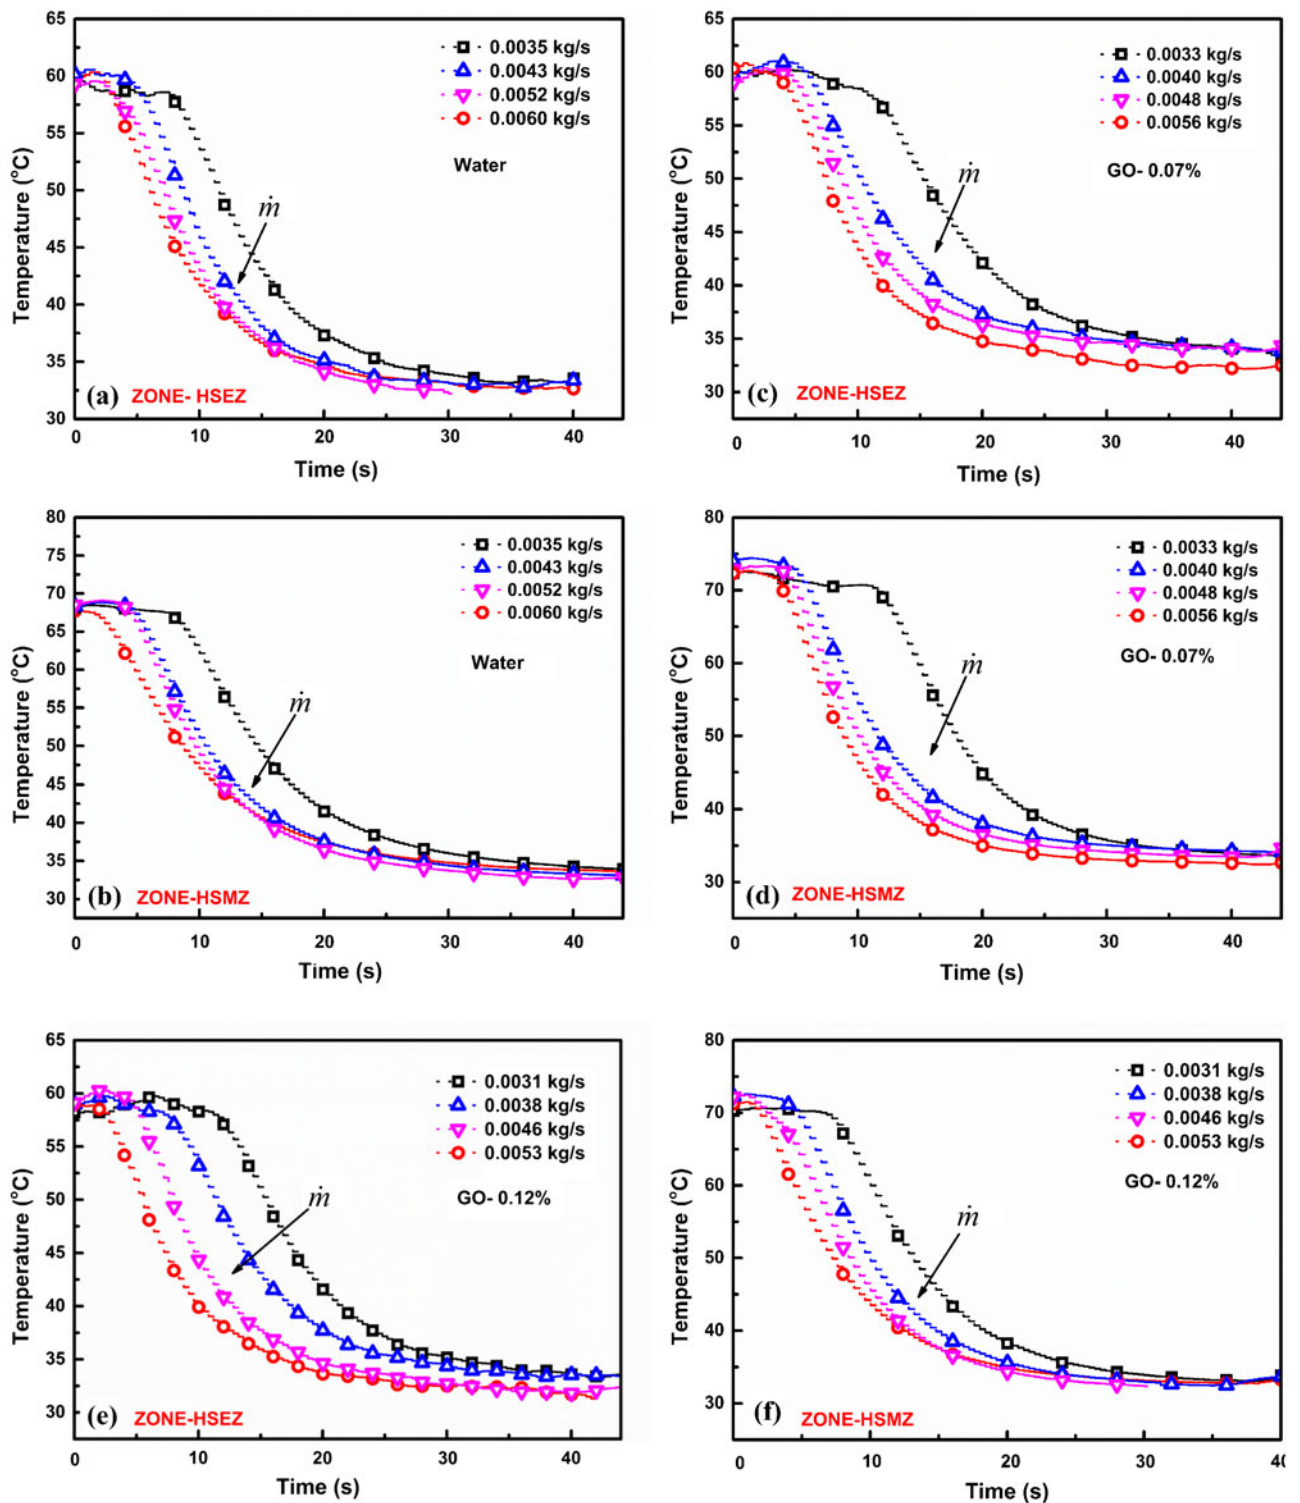 65
60
55
50
45
40
35
30
Temperature (°C)
0.0035 kg/s
0.0043 kg/s
0.0052 kg/s
0.0060 kg/s
Water
ṁ
(a) ZONE- HSEZ
0 10 20 30 40
Time (s)
65
60
55
50
45
40
35
30
Temperature (°C)
0.0033 kg/s
0.0040 kg/s
0.0048 kg/s
0.0056 kg/s
GO- 0.07%
ṁ
(c) ZONE-HSEZ
0 10 20 30 40
Time (s)
80
75
70
65
60
55
50
45
40
35
30
Temperature (°C)
0.0035 kg/s
0.0043 kg/s
0.0052 kg/s
0.0060 kg/s
Water
ṁ
(b) ZONE-HSMZ
0 10 20 30 40
Time (s)
80
70
60
50
40
30
Temperature (°C)
0.0033 kg/s
0.0040 kg/s
0.0048 kg/s
0.0056 kg/s
GO- 0.07%
ṁ
(d) ZONE-HSMZ
0 10 20 30 40
Time (s)
65
60
55
50
45
40
35
30
Temperature (°C)
0.0031 kg/s
0.0038 kg/s
0.0046 kg/s
0.0053 kg/s
GO- 0.12%
ṁ
(e) ZONE-HSEZ
0 10 20 30 40
Time (s)
80
70
60
50
40
30
Temperature (°C)
0.0031 kg/s
0.0038 kg/s
0.0046 kg/s
0.0053 kg/s
GO- 0.12%
ṁ
(f) ZONE-HSMZ
0 10 20 30 40
Time (s)